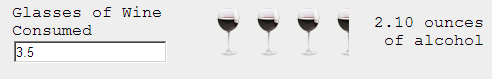 Glasses of Wine
Consumed
3.5
2.10 ounces
of alcohol